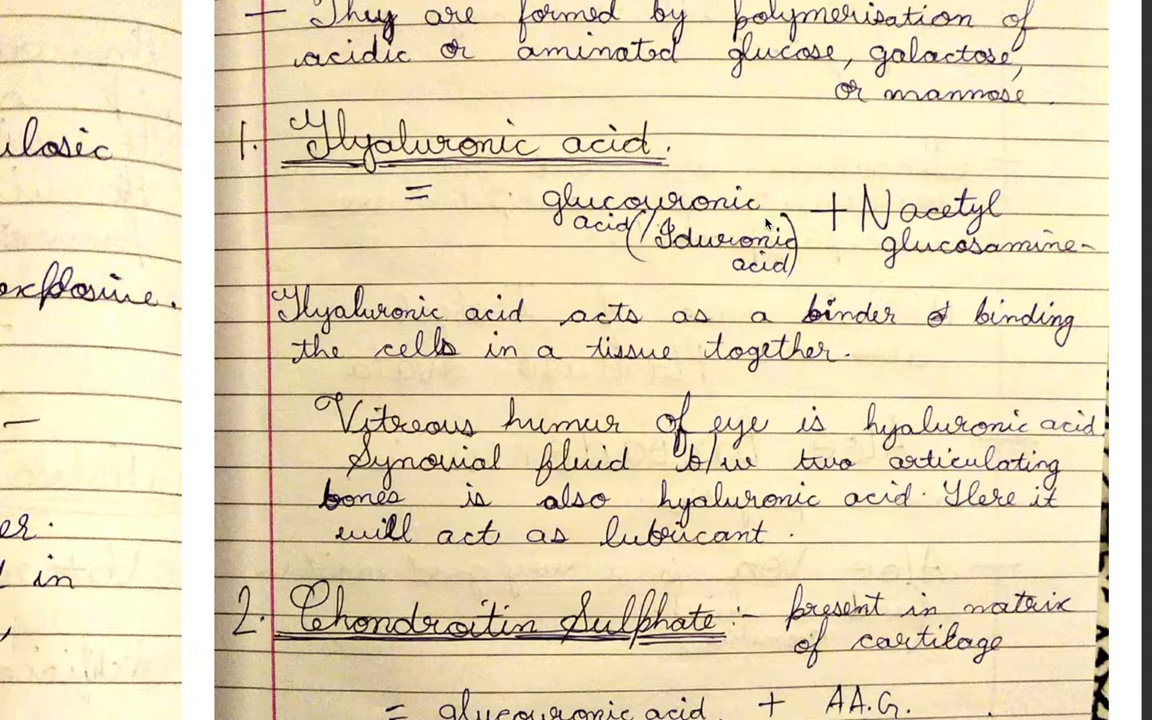 ulosic
explosive.
er.
in
— They are formed by polymerisation of
acidic or aminated glucose, galactose,
or mannose.
1. Hyaluronic acid.
= glucouronic + N acetyl
acid (/Iduronic glucosamine-
acid)
Hyaluronic acid acts as a binder binding
the cells in a tissue together.
Vitreous humur of eye is hyaluronic acid
Synovial fluid b/w two articulating
bones is also hyaluronic acid. Here it
will act as lubricant.
2. Chondroitin Sulphate :- present in matrix
of cartilage
= glucouronic acid + AA.G.